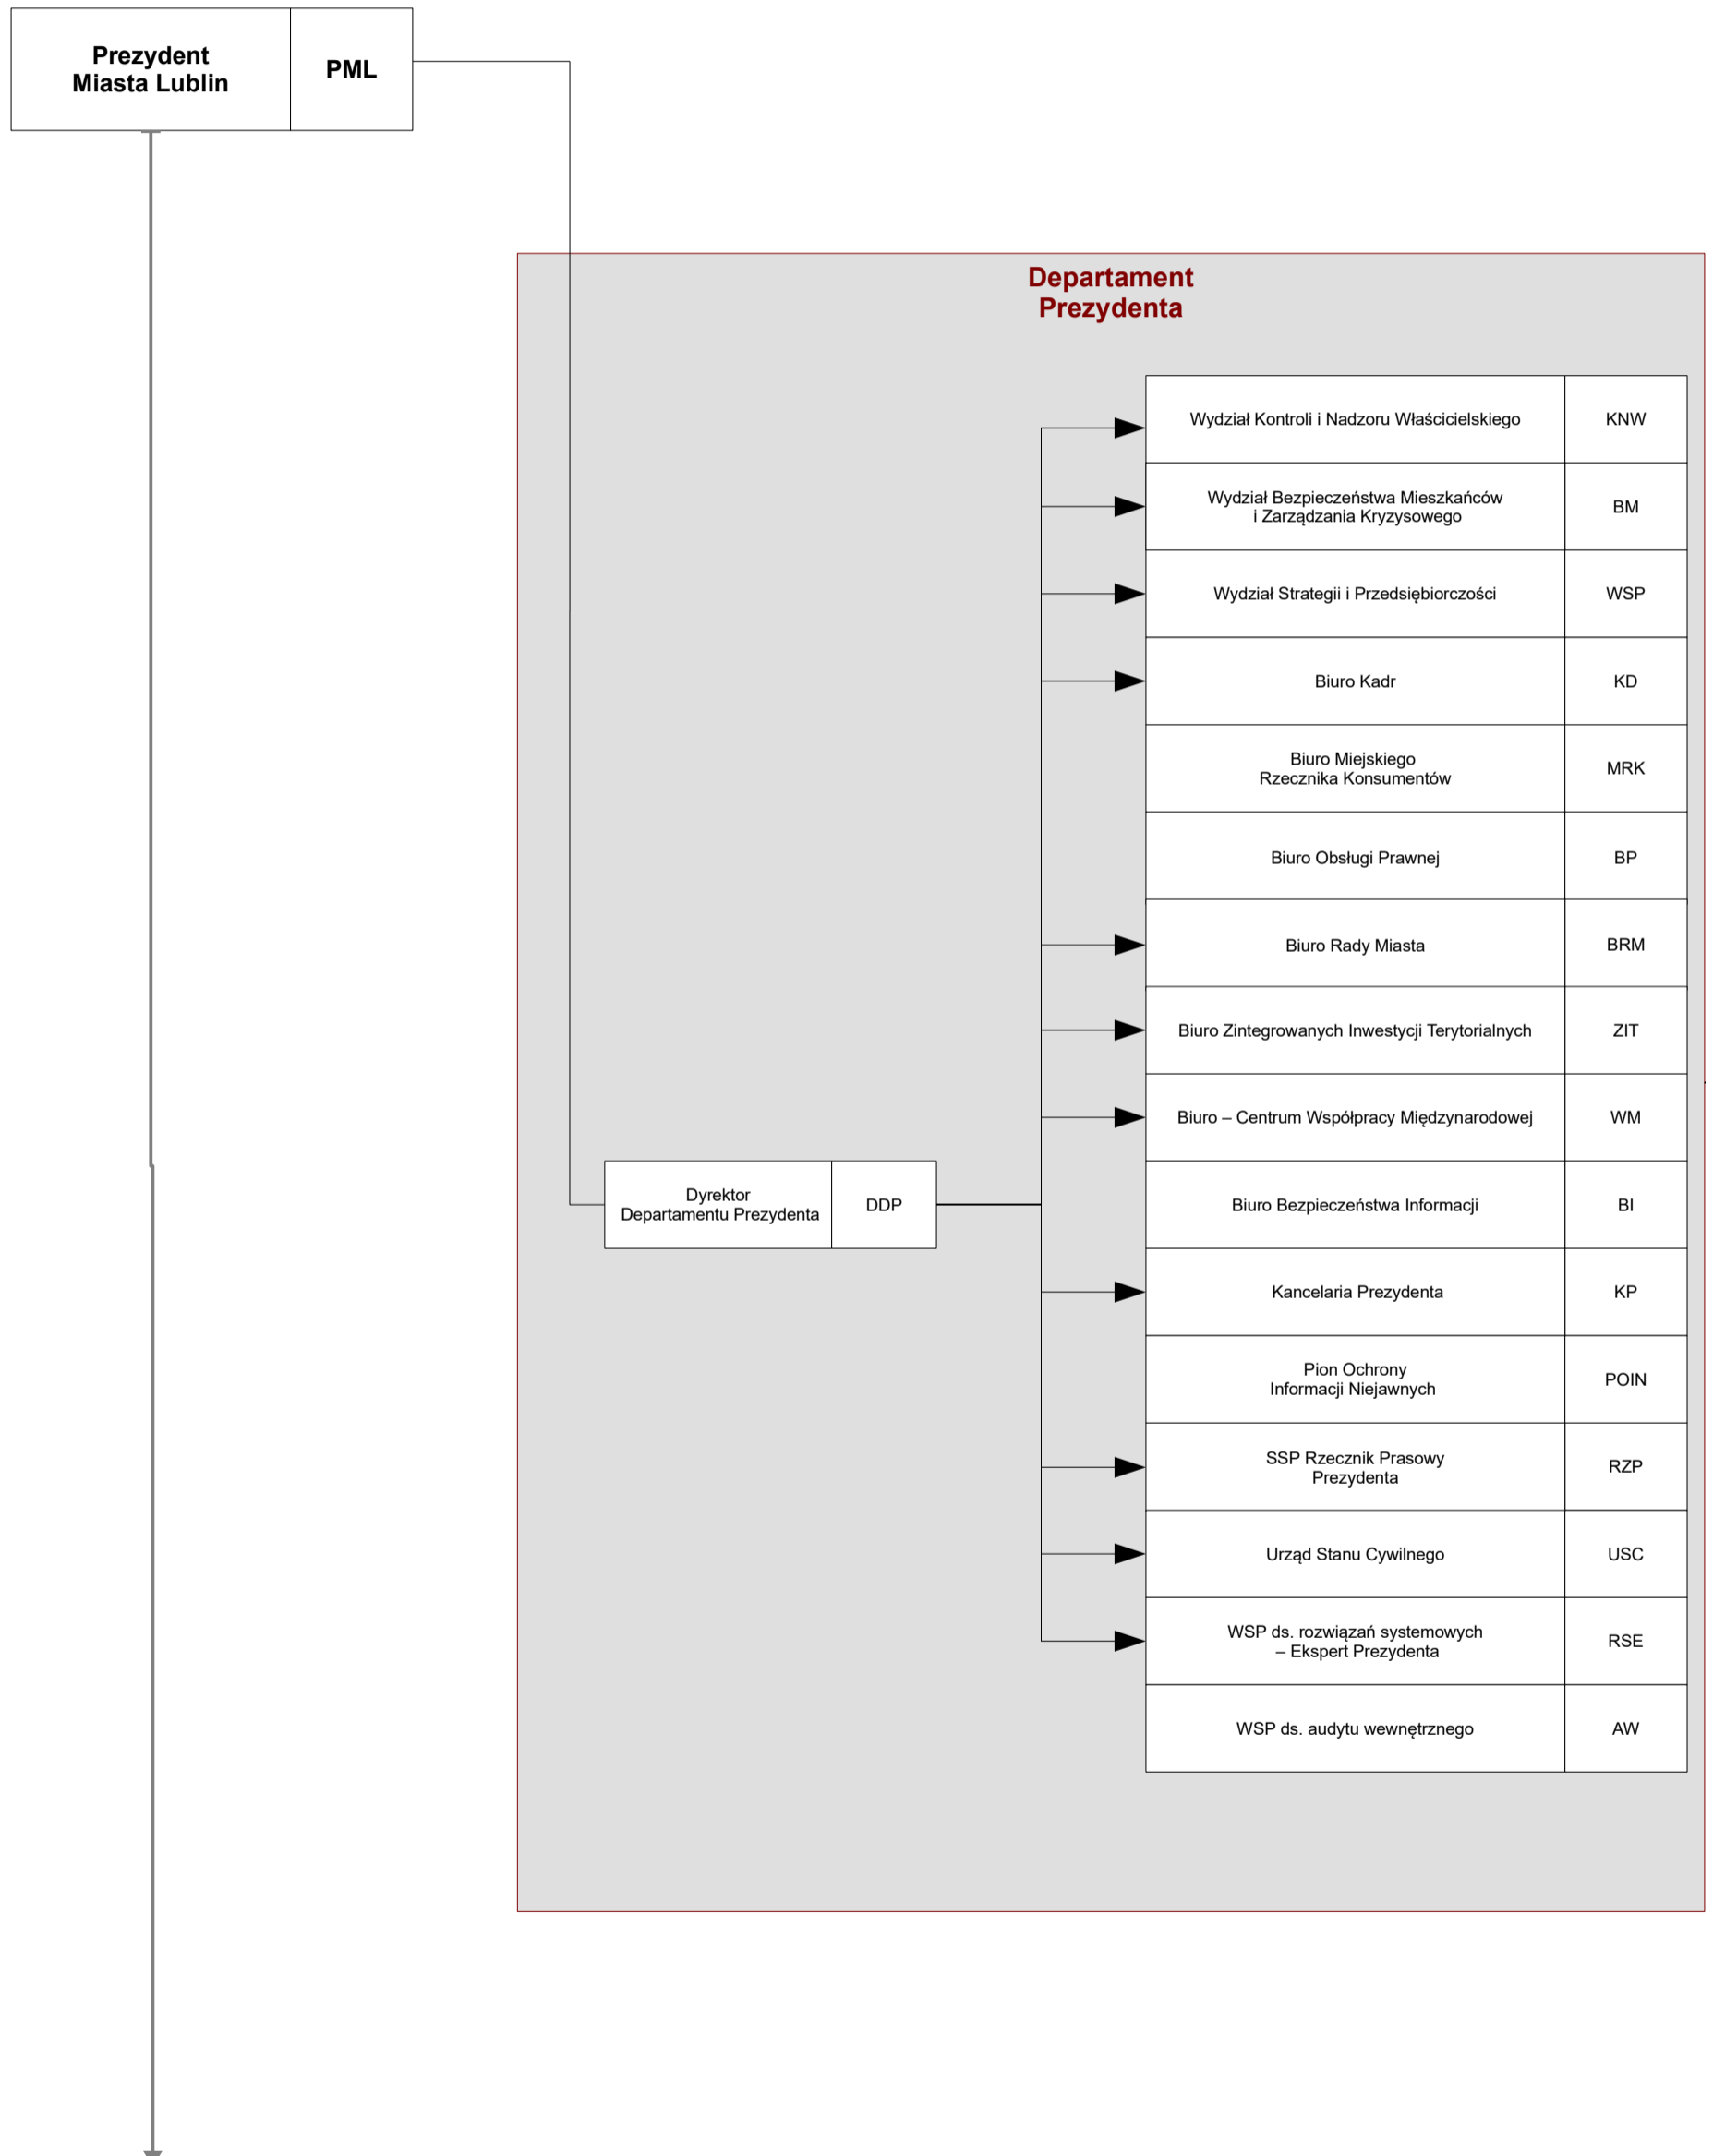 Prezydent
Miasta Lublin
PML
Departament
Prezydenta
Wydział Kontroli i Nadzoru Właścicielskiego
KNW
Wydział Bezpieczeństwa Mieszkańców
i Zarządzania Kryzysowego
BM
Wydział Strategii i Przedsiębiorczości
WSP
Biuro Kadr
KD
Biuro Miejskiego
Rzecznika Konsumentów
MRK
Biuro Obsługi Prawnej
BP
Biuro Rady Miasta
BRM
Biuro Zintegrowanych Inwestycji Terytorialnych
ZIT
Biuro – Centrum Współpracy Międzynarodowej
WM
Dyrektor
Departamentu Prezydenta
DDP
Biuro Bezpieczeństwa Informacji
BI
Kancelaria Prezydenta
KP
Pion Ochrony
Informacji Niejawnych
POIN
SSP Rzecznik Prasowy
Prezydenta
RZP
Urząd Stanu Cywilnego
USC
WSP ds. rozwiązań systemowych
– Ekspert Prezydenta
RSE
WSP ds. audytu wewnętrznego
AW